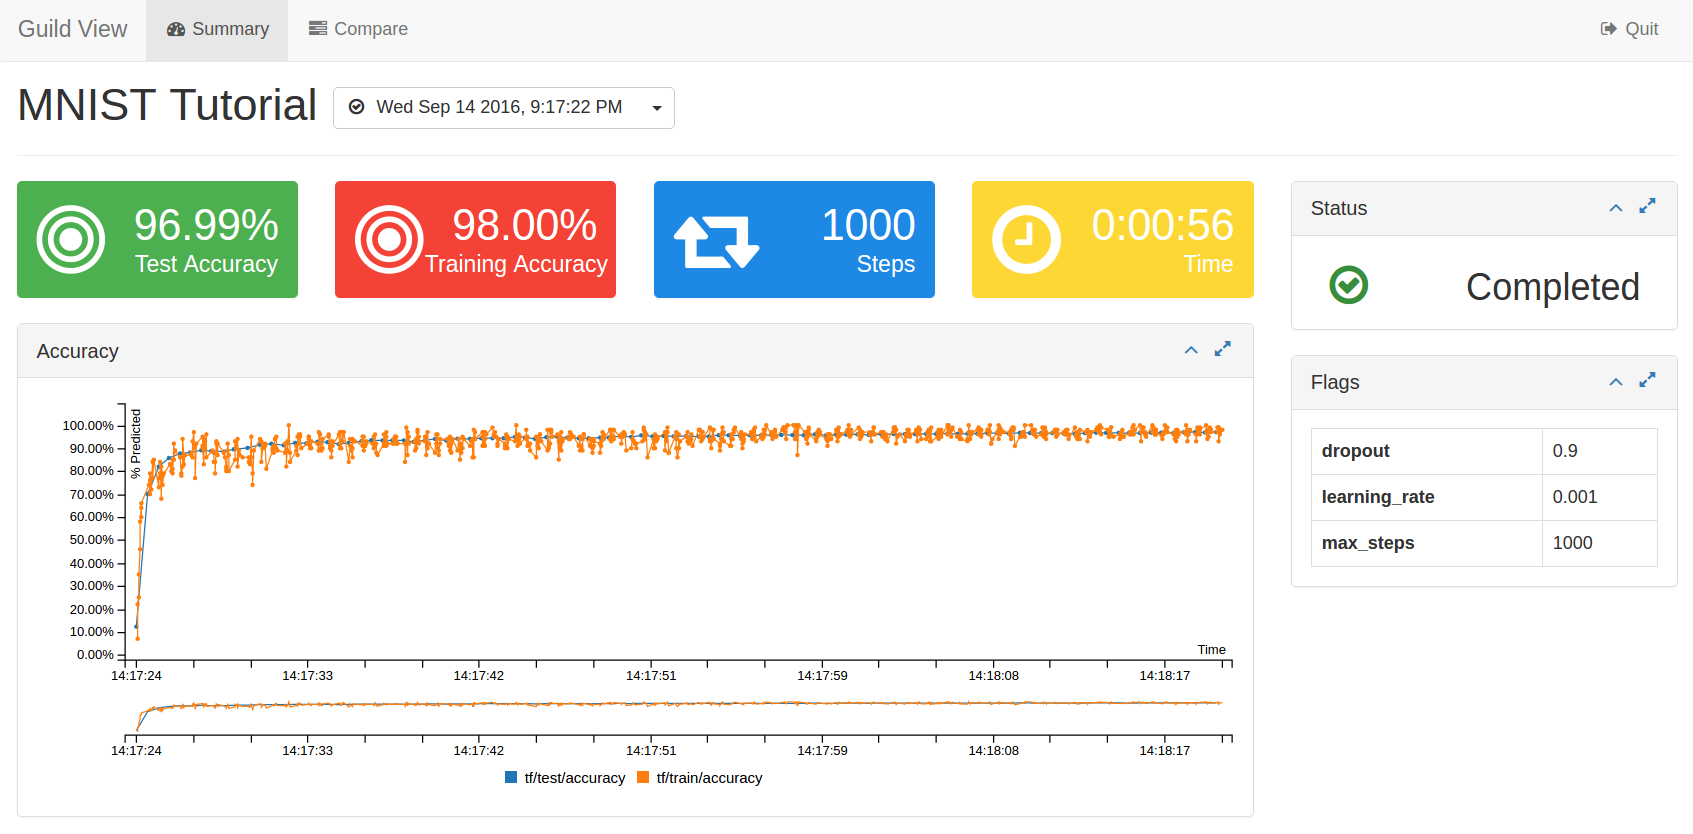 Guild View
Summary
Compare
Quit
MNIST Tutorial
Wed Sep 14 2016, 9:17:22 PM
96.99%
Test Accuracy
98.00%
Training Accuracy
1000
Steps
0:00:56
Time
Status
Completed
Accuracy
% Predicted
100.00%
90.00%
80.00%
70.00%
60.00%
50.00%
40.00%
30.00%
20.00%
10.00%
0.00%
Time
14:17:24 14:17:33 14:17:42 14:17:51 14:17:59 14:18:08 14:18:17
14:17:24 14:17:33 14:17:42 14:17:51 14:17:59 14:18:08 14:18:17
tf/test/accuracy tf/train/accuracy
Flags
dropout 0.9
learning_rate 0.001
max_steps 1000